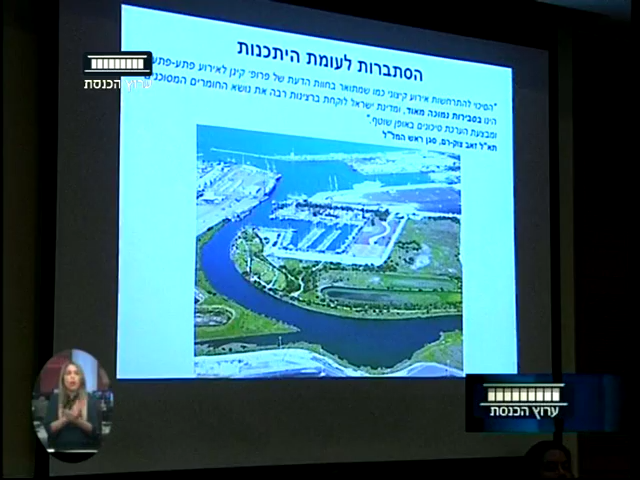 הסתברות לעומת היתכנות
"הסיכוי להתרחשות אירוע קיצוני כמו שמתואר בחוות הדעת של פרופ' קינן לאירוע פתע-פתע
הינו בסבירות נמוכה מאוד, ומדינת ישראל לוקחת ברצינות רבה את נושא החומרים המסוכנים
ומבצעת הערכת סיכונים באופן שוטף."
תא"ל זאב צוק-רם, סגן ראש המל"ל
ערוץ הכנסת
ערוץ הכנסת